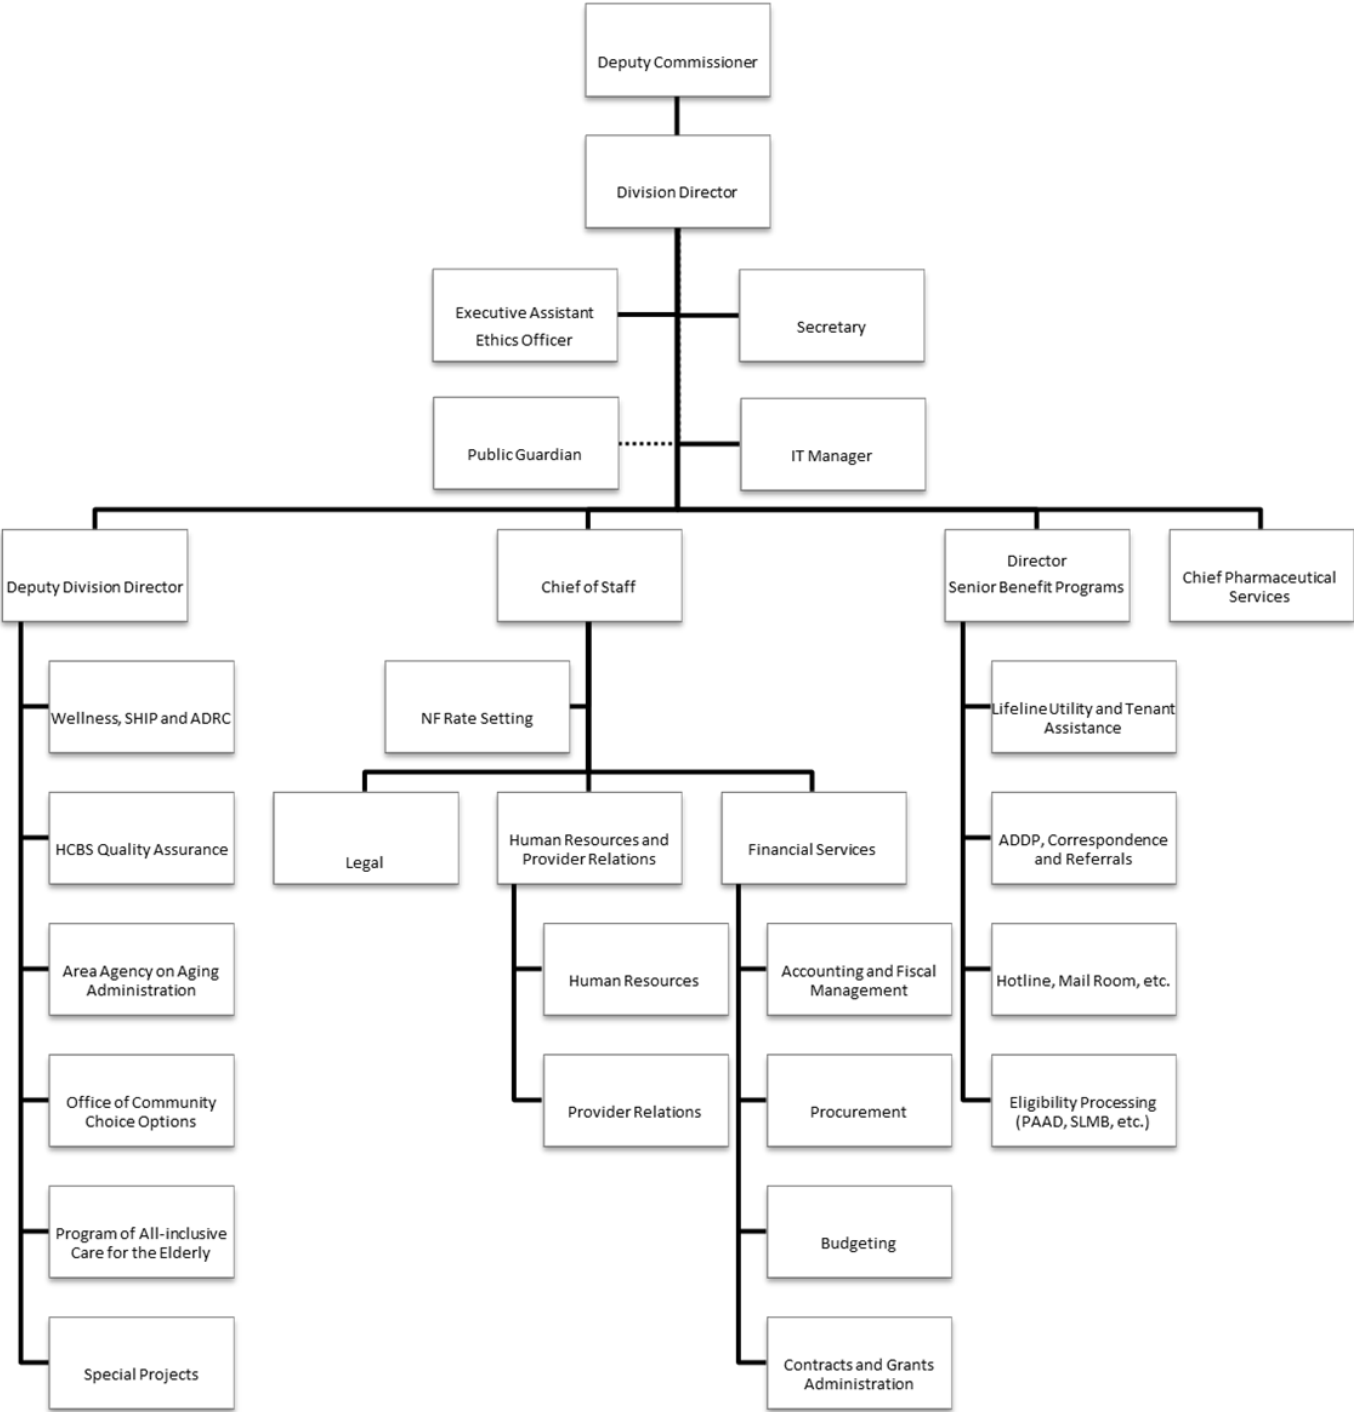 Deputy Commissioner
Division Director
Executive Assistant
Ethics Officer
Secretary
Public Guardian
IT Manager
Deputy Division Director
Chief of Staff
Director
Senior Benefit Programs
Chief Pharmaceutical
Services
Wellness, SHIP and ADRC
NF Rate Setting
Lifeline Utility and Tenant
Assistance
HCBS Quality Assurance
Legal
Human Resources and
Provider Relations
Financial Services
ADDP, Correspondence
and Referrals
Area Agency on Aging
Administration
Human Resources
Accounting and Fiscal
Management
Hotline, Mail Room, etc.
Office of Community
Choice Options
Provider Relations
Procurement
Eligibility Processing
(PAAD, SLMB, etc.)
Program of All-inclusive
Care for the Elderly
Budgeting
Special Projects
Contracts and Grants
Administration